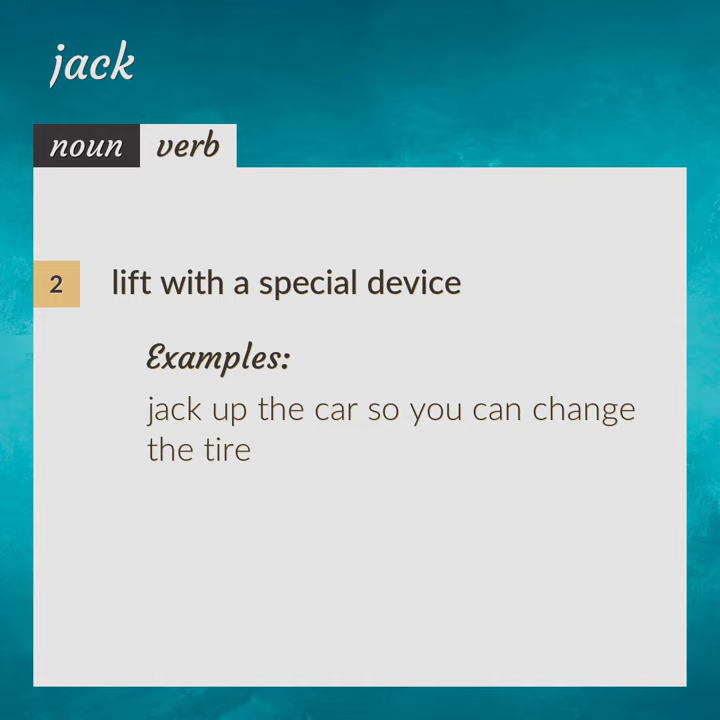 jack
noun verb
2 lift with a special device
Examples:
jack up the car so you can change
the tire